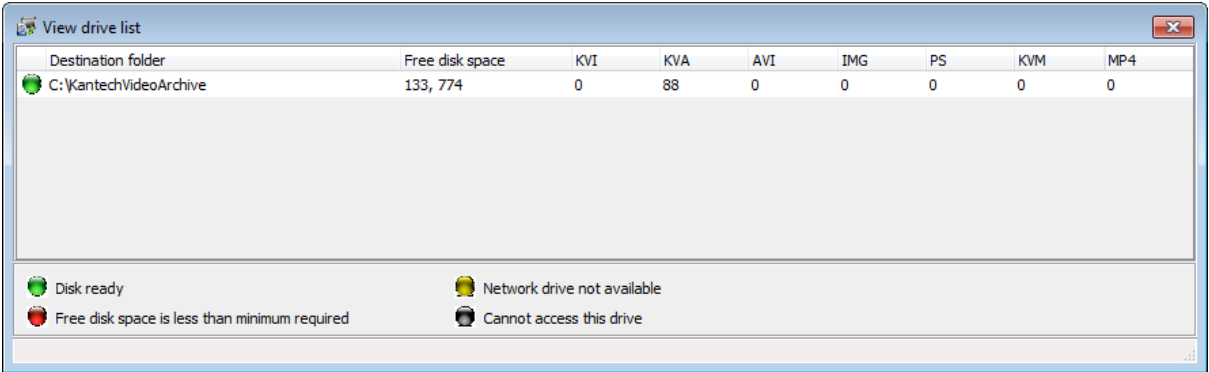 View drive list
Destination folder Free disk space KVI KVA AVI IMG PS KVM MP4
C:\KantechVideoArchive 133, 774 0 88 0 0 0 0 0
Disk ready Network drive not available
Free disk space is less than minimum required Cannot access this drive